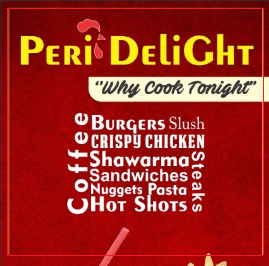 PERi DELiGHT
"Why Cook Tonight"
Coffee
BURGERS Slush
CRISPY CHICKEN
Shawarma
Sandwiches
Nuggets Pasta
HOT SHOTS
Steaks